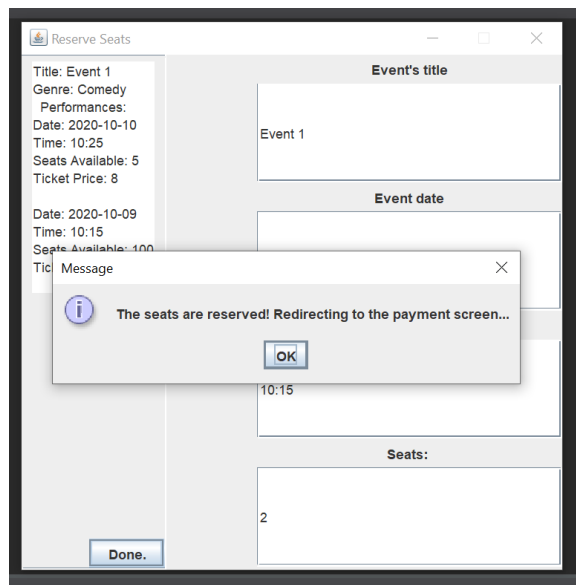 Reserve Seats
Title: Event 1
Genre: Comedy
Performances:
Date: 2020-10-10
Time: 10:25
Seats Available: 5
Ticket Price: 8
Date: 2020-10-09
Time: 10:15
Seats Available: 100
Tic
Event's title
Event 1
Event date
Message
The seats are reserved! Redirecting to the payment screen...
OK
10:15
Seats:
2
Done.